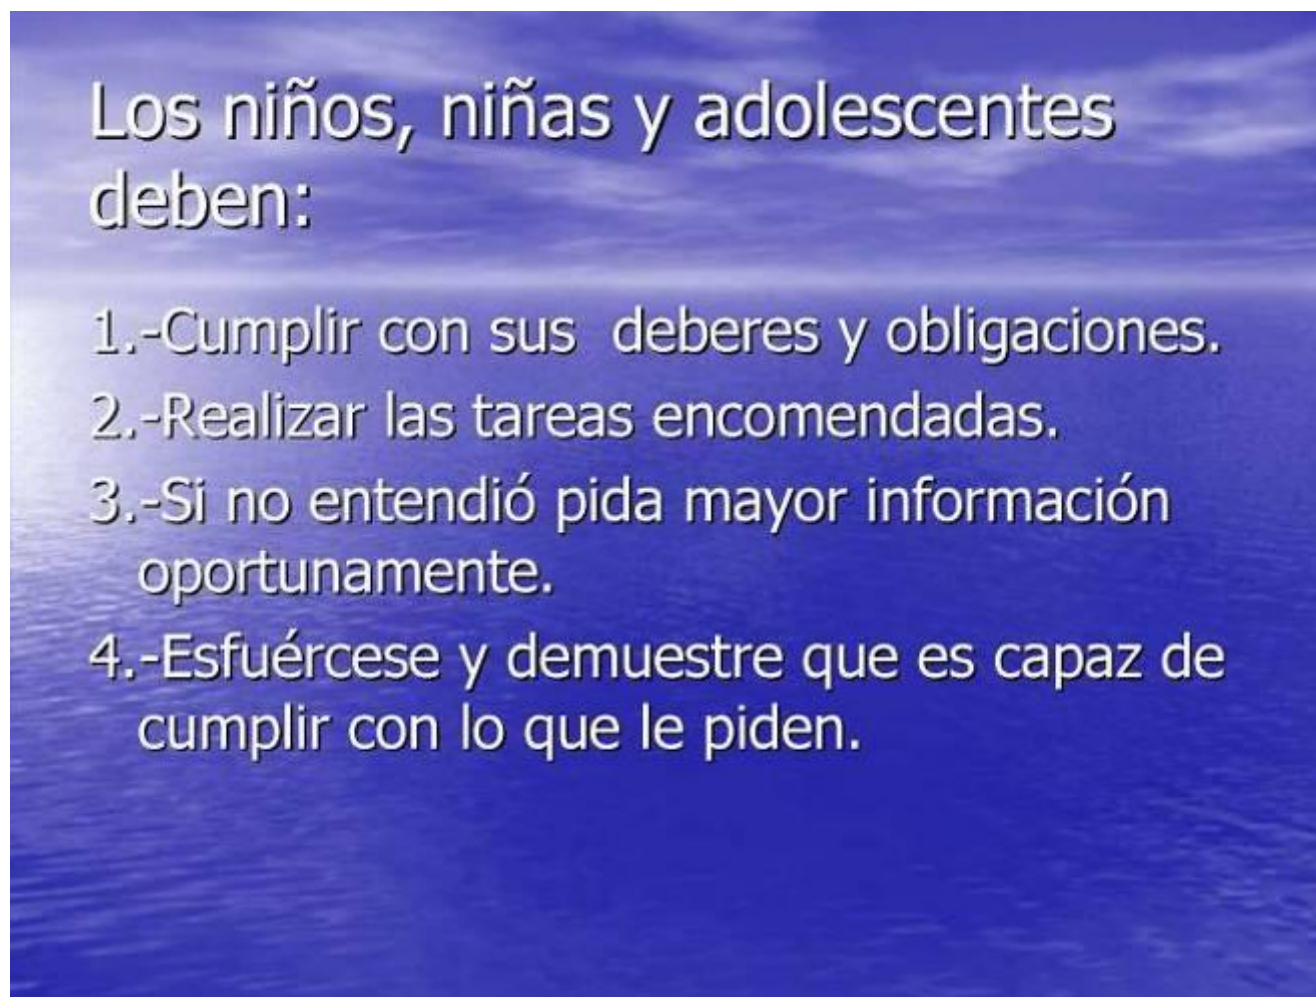 Los niños, niñas y adolescentes
deben:
1.-Cumplir con sus  deberes y obligaciones.
2.-Realizar las tareas encomendadas.
3.-Si no entendió pida mayor información
oportunamente.
4.-Esfuércese y demuestre que es capaz de
cumplir con lo que le piden.